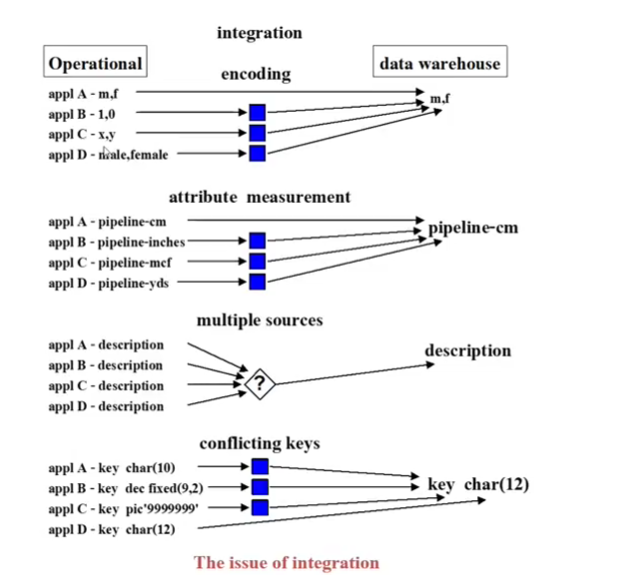 integration
Operational
data warehouse
encoding
appl A - m,f
appl B - 1,0
appl C - x,y
appl D - male,female
m,f
attribute measurement
appl A - pipeline-cm
appl B - pipeline-inches
appl C - pipeline-mcf
appl D - pipeline-yds
pipeline-cm
multiple sources
appl A - description
appl B - description
appl C - description
appl D - description
?
description
conflicting keys
appl A - key char(10)
appl B - key dec fixed(9,2)
appl C - key pic'9999999'
appl D - key char(12)
key char(12)
The issue of integration